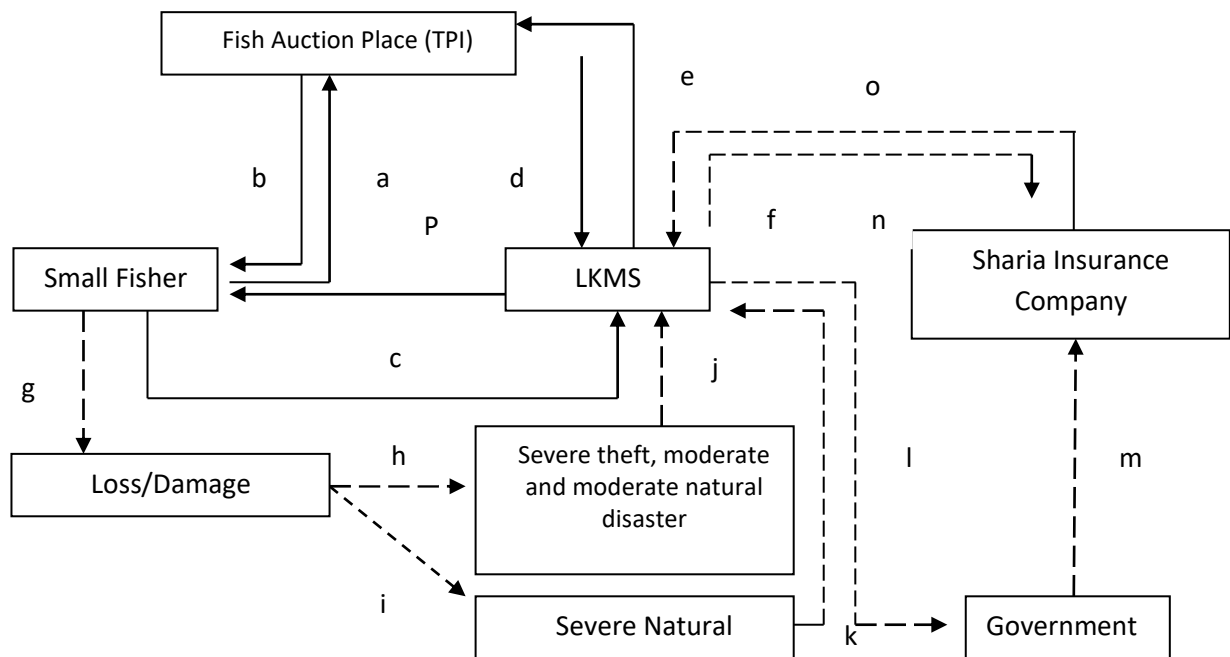 Fish Auction Place (TPI)
e
o
b
a
d
P
f
n
Small Fisher
LKMS
Sharia Insurance
Company
c
j
g
h
Severe theft, moderate
and moderate natural
disaster
l
m
Loss/Damage
i
Severe Natural
k
Government